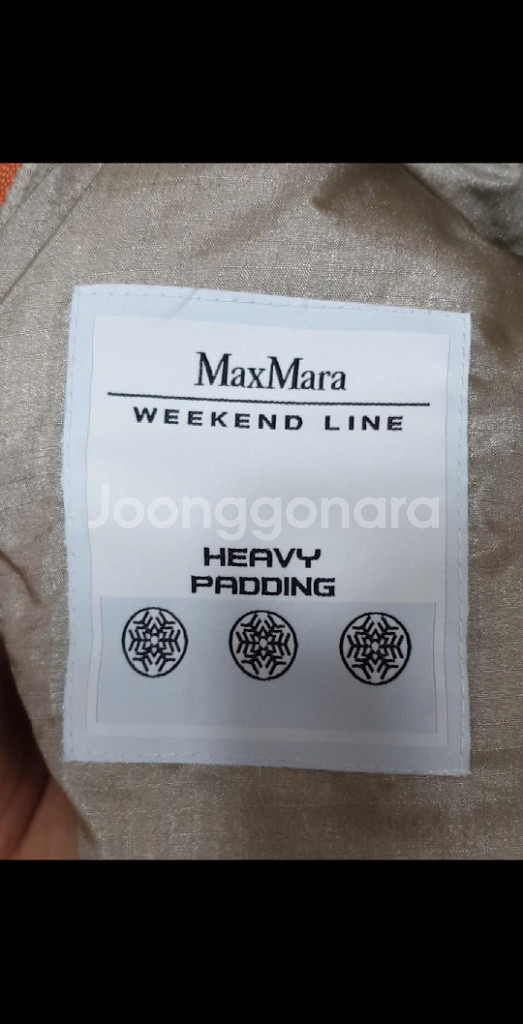 MaxMara
WEEKEND LINE
Joonggonara
HEAVY
PADDING